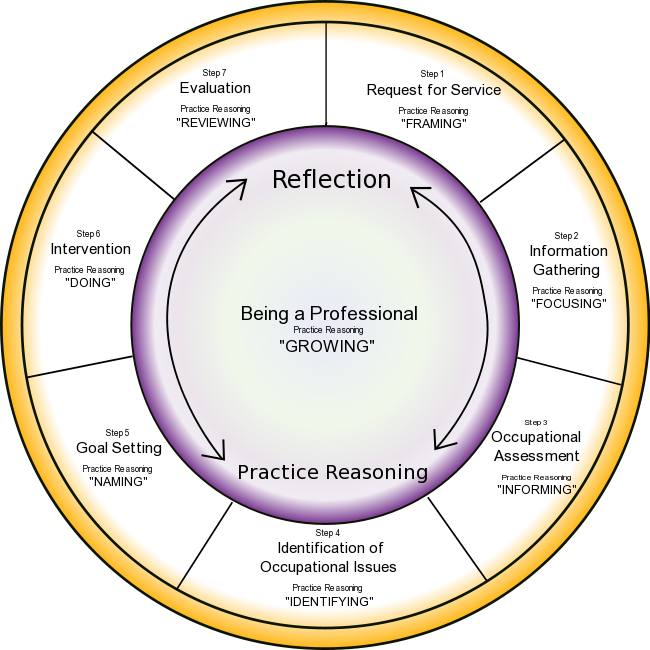 Step 1
Request for Service
Practice Reasoning
"FRAMING"
Step 2
Information
Gathering
Practice Reasoning
"FOCUSING"
Step 3
Occupational
Assessment
Practice Reasoning
"INFORMING"
Step 4
Identification of
Occupational Issues
Practice Reasoning
"IDENTIFYING"
Step 5
Goal Setting
Practice Reasoning
"NAMING"
Step 6
Intervention
Practice Reasoning
"DOING"
Step 7
Evaluation
Practice Reasoning
"REVIEWING"
Reflection
Being a Professional
Practice Reasoning
"GROWING"
Practice Reasoning